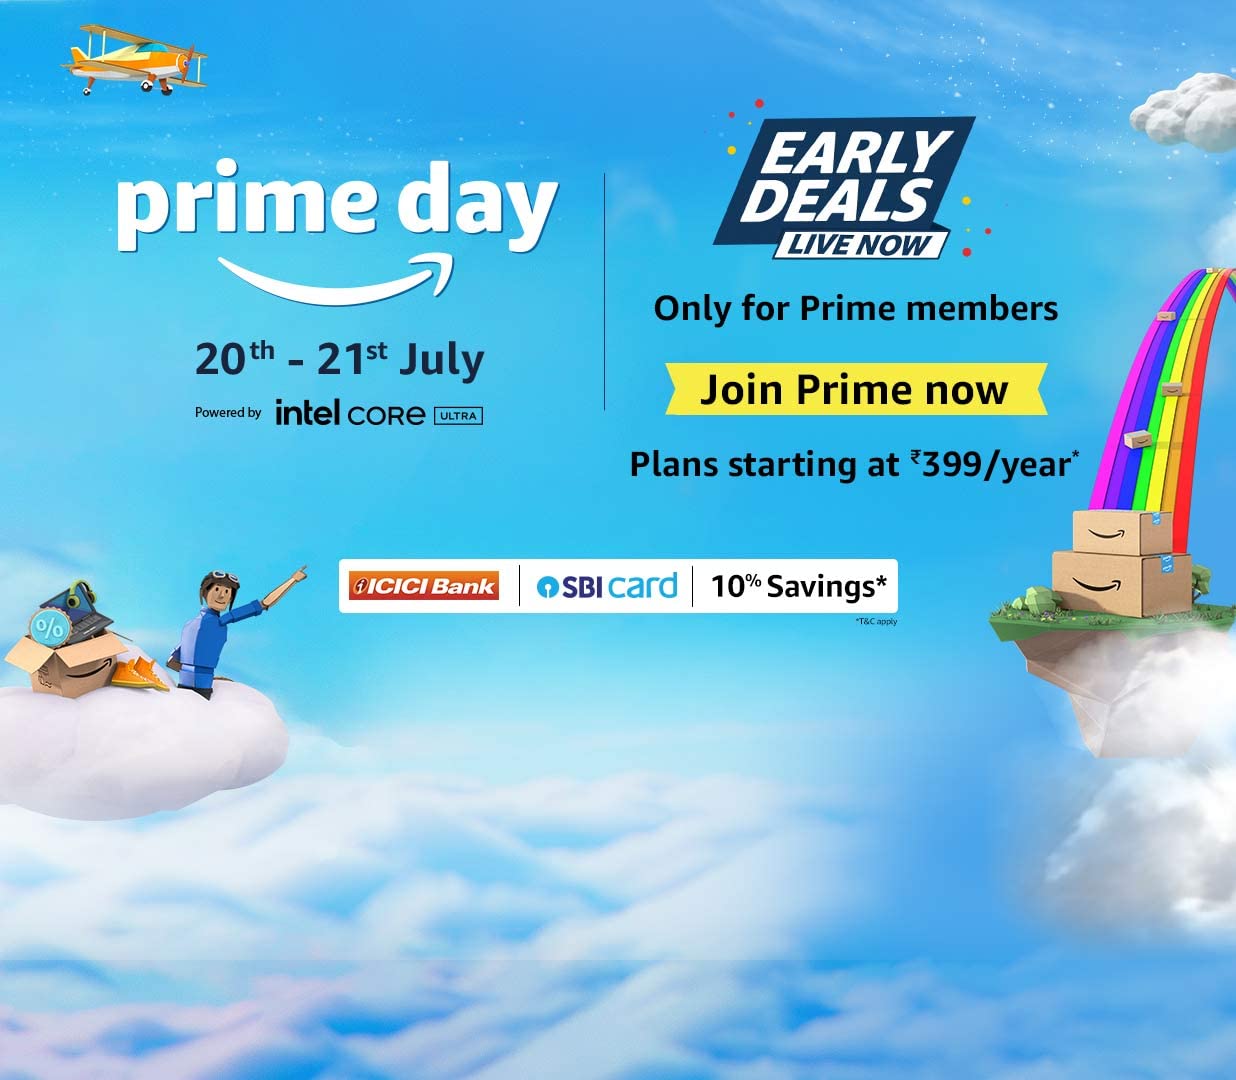 prime day
20th - 21st July
Powered by intel CORE ULTRA
EARLY
DEALS
LIVE NOW
Only for Prime members
Join Prime now
Plans starting at ₹399/year*
ICICI Bank
SBI card
10% Savings*
*T&C apply
%